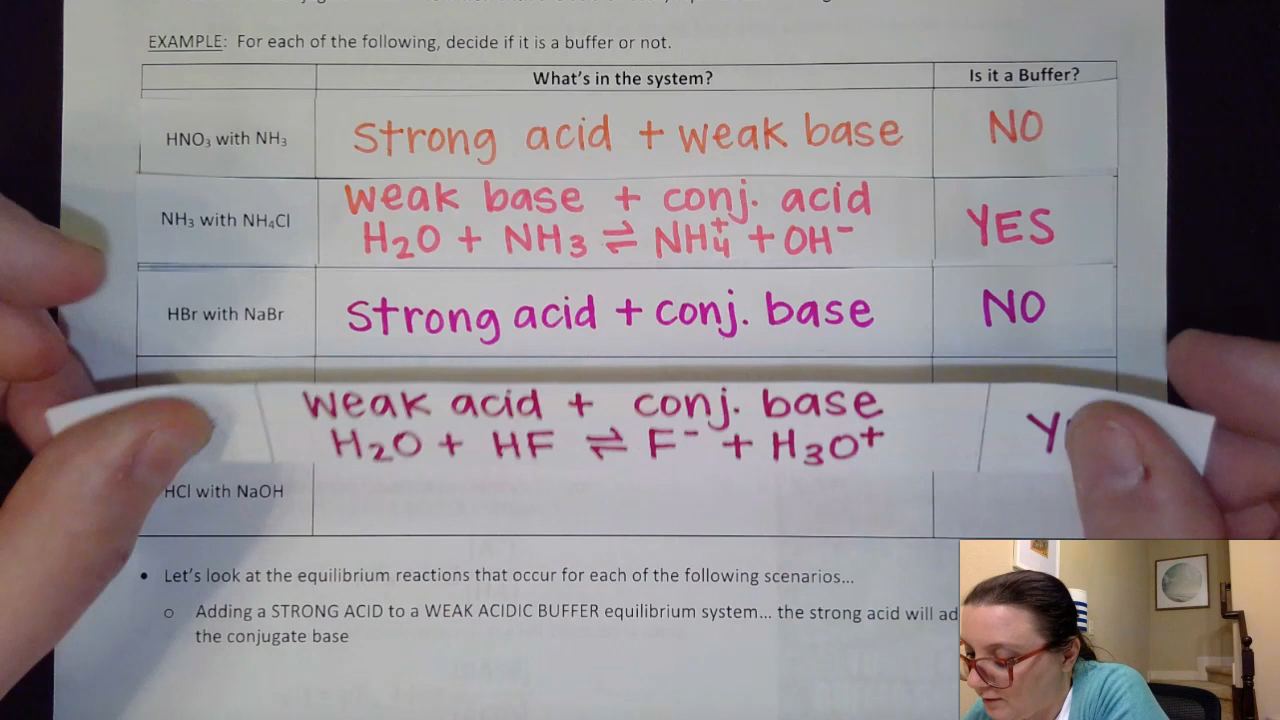 EXAMPLE: For each of the following, decide if it is a buffer or not.
What's in the system? Is it a Buffer?
HNO₃ with NH₃ strong acid + weak base NO
weak base + conj. acid
NH₃ with NH₄Cl H₂O + NH₃ ⇌ NH₄⁺ + OH⁻ YES
HBr with NaBr strong acid + conj. base NO
weak acid + conj. base
H₂O + HF ⇌ F⁻ + H₃O⁺
HCl with NaOH
• Let's look at the equilibrium reactions that occur for each of the following scenarios...
o Adding a STRONG ACID to a WEAK ACIDIC BUFFER equilibrium system... the strong acid will
the conjugate base